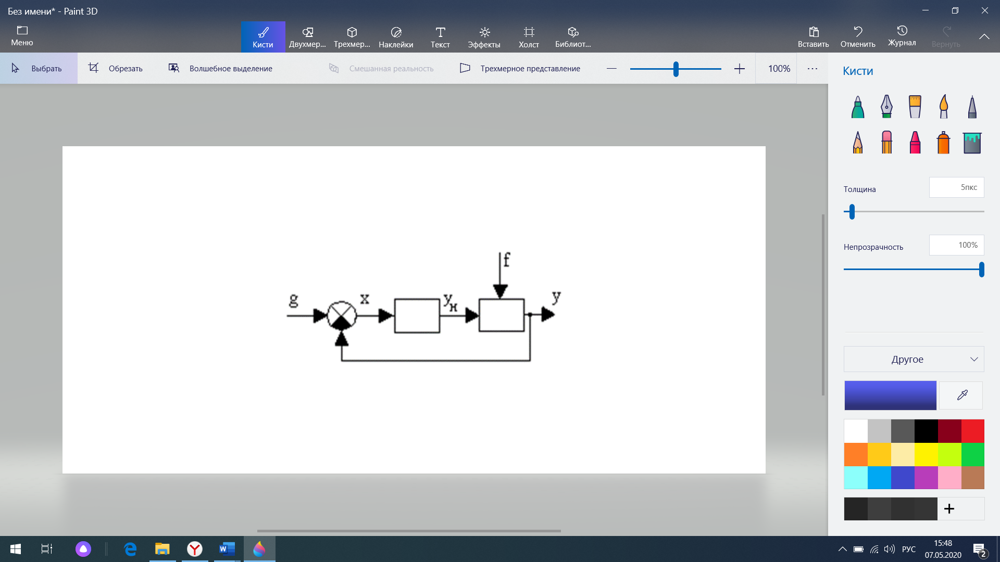 Без имени* - Paint 3D
Меню
Кисти
Двухмер...
Трехмер...
Наклейки
Текст
Эффекты
Холст
Библиот...
Вставить
Отменить
Журнал
Вернуть
Выбрать
Обрезать
Волшебное выделение
Смешанная реальность
Трехмерное представление
100%
Кисти
Толщина
5пкс
Непрозрачность
100%
Другое
f
g
x
yн
y
РУС
15:48
07.05.2020
2